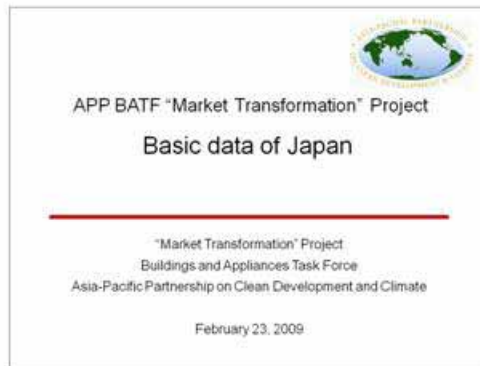 APP BATF “Market Transformation” Project
Basic data of Japan
“Market Transformation” Project
Buildings and Appliances Task Force
Asia-Pacific Partnership on Clean Development and Climate
February 23, 2009